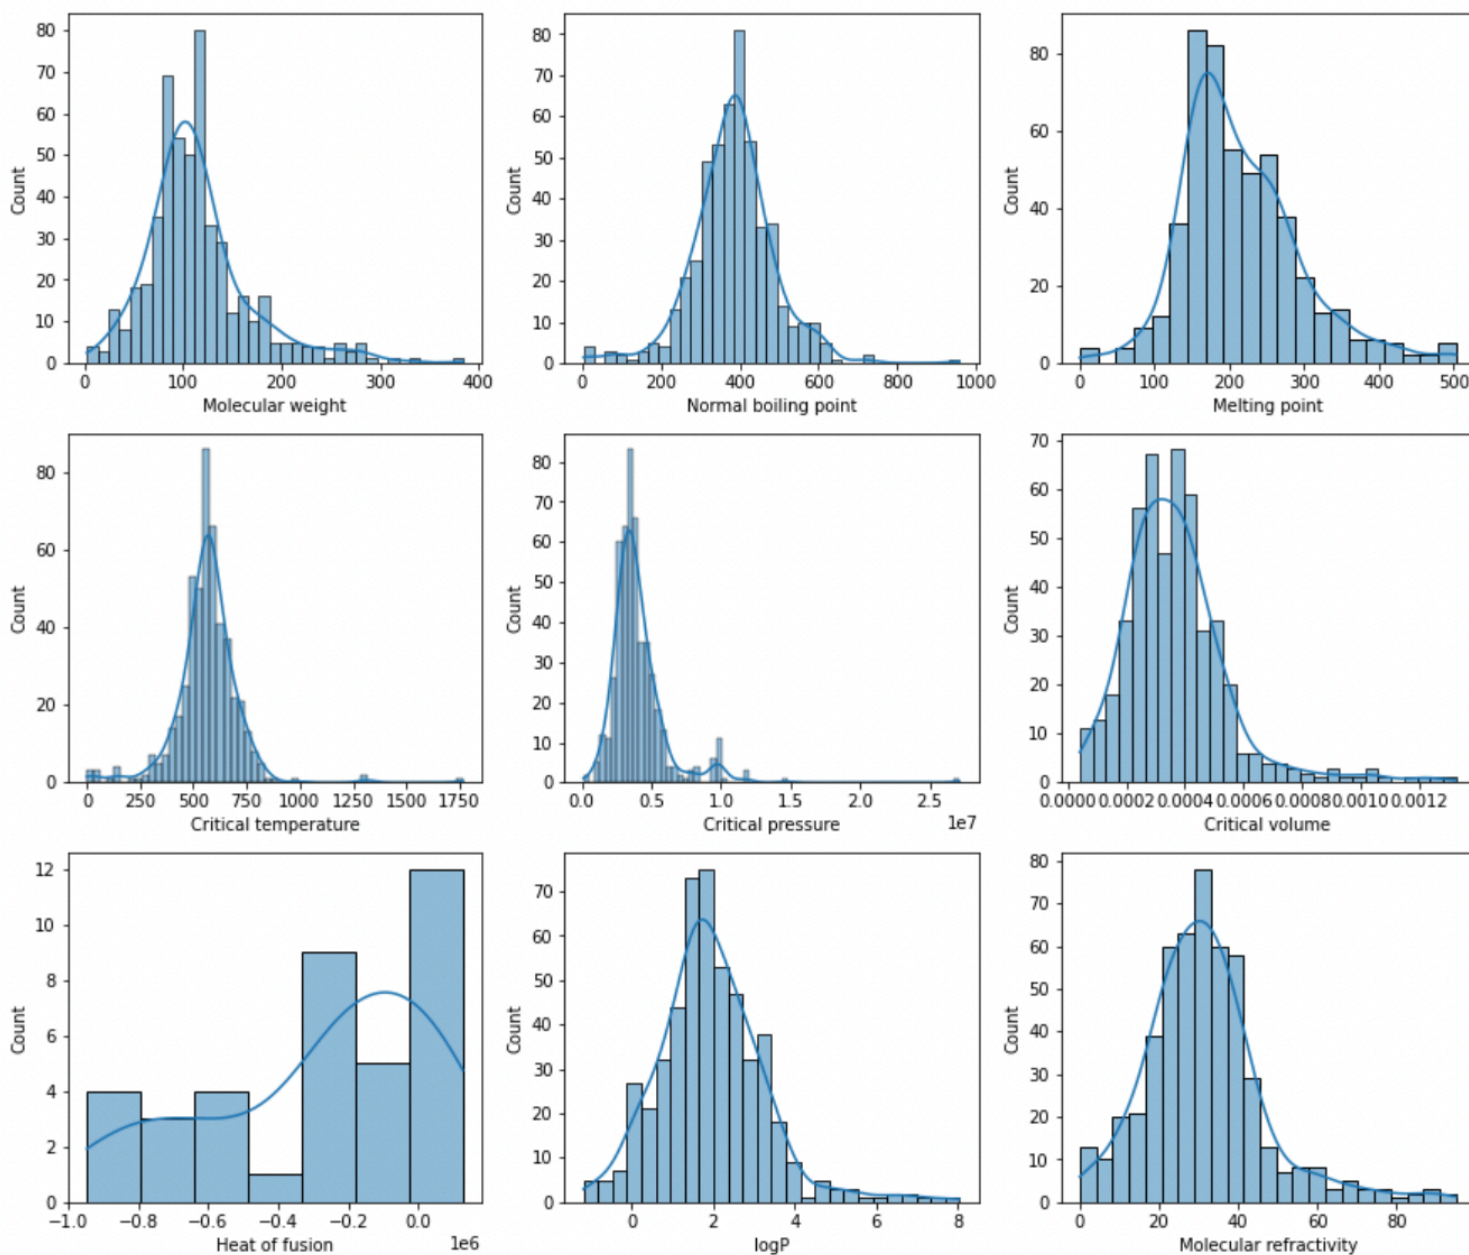 80
70
60
50
40
30
20
10
0
Count
0 100 200 300 400
Molecular weight
80
70
60
50
40
30
20
10
0
Count
0 200 400 600 800 1000
Normal boiling point
80
60
40
20
0
Count
0 100 200 300 400 500
Melting point
80
60
40
20
0
Count
0 250 500 750 1000 1250 1500 1750
Critical temperature
80
70
60
50
40
30
20
10
0
Count
0.0 0.5 1.0 1.5 2.0 2.5
Critical pressure 1e7
70
60
50
40
30
20
10
0
Count
0.0000 0.0002 0.0004 0.0006 0.0008 0.0010 0.0012
Critical volume
12
10
8
6
4
2
0
Count
−1.0 −0.8 −0.6 −0.4 −0.2 0.0
Heat of fusion 1e6
70
60
50
40
30
20
10
0
Count
0 2 4 6 8
logP
80
70
60
50
40
30
20
10
0
Count
0 20 40 60 80
Molecular refractivity